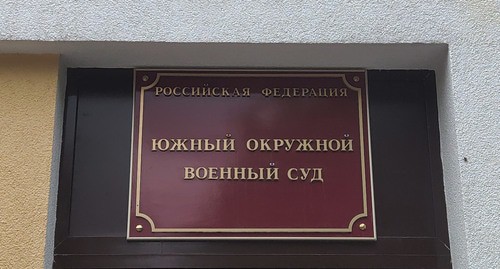 РОССИЙСКАЯ ФЕДЕРАЦИЯ
ЮЖНЫЙ ОКРУЖНОЙ
ВОЕННЫЙ СУД